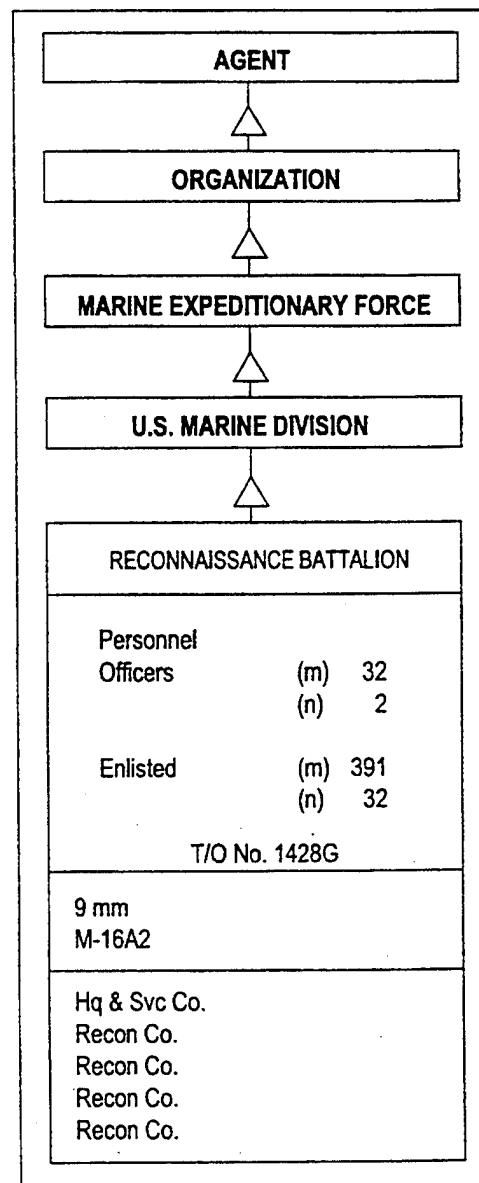 AGENT
ORGANIZATION
MARINE EXPEDITIONARY FORCE
U.S. MARINE DIVISION
RECONNAISSANCE BATTALION
Personnel
Officers (m) 32
(n) 2
Enlisted (m) 391
(n) 32
T/O No. 1428G
9 mm
M-16A2
Hq & Svc Co.
Recon Co.
Recon Co.
Recon Co.
Recon Co.